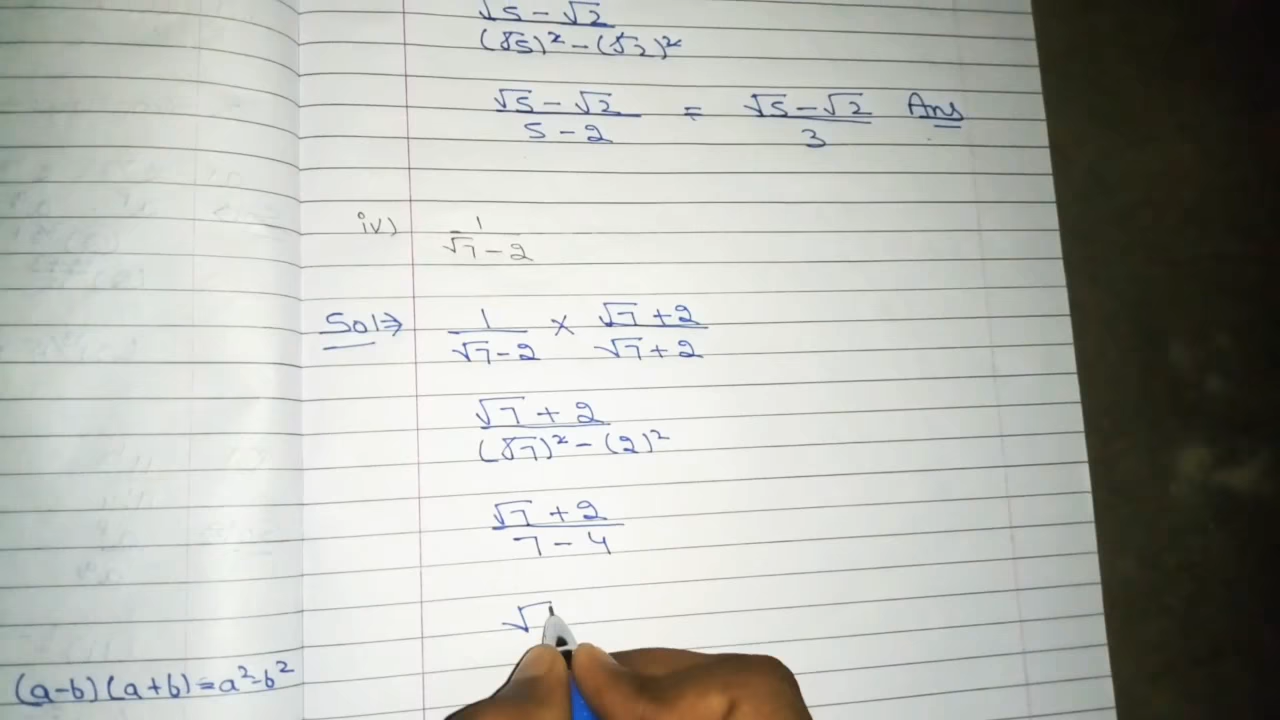 √5 - √2
(√5)² - (√2)²
√5 - √2 = √5 - √2 Ans
5 - 2 3
iv) 1
√7 - 2
Sol⇒ 1 × √7 + 2
√7 - 2 √7 + 2
√7 + 2
(√7)² - (2)²
√7 + 2
7 - 4
√
(a-b)(a+b)=a²-b²